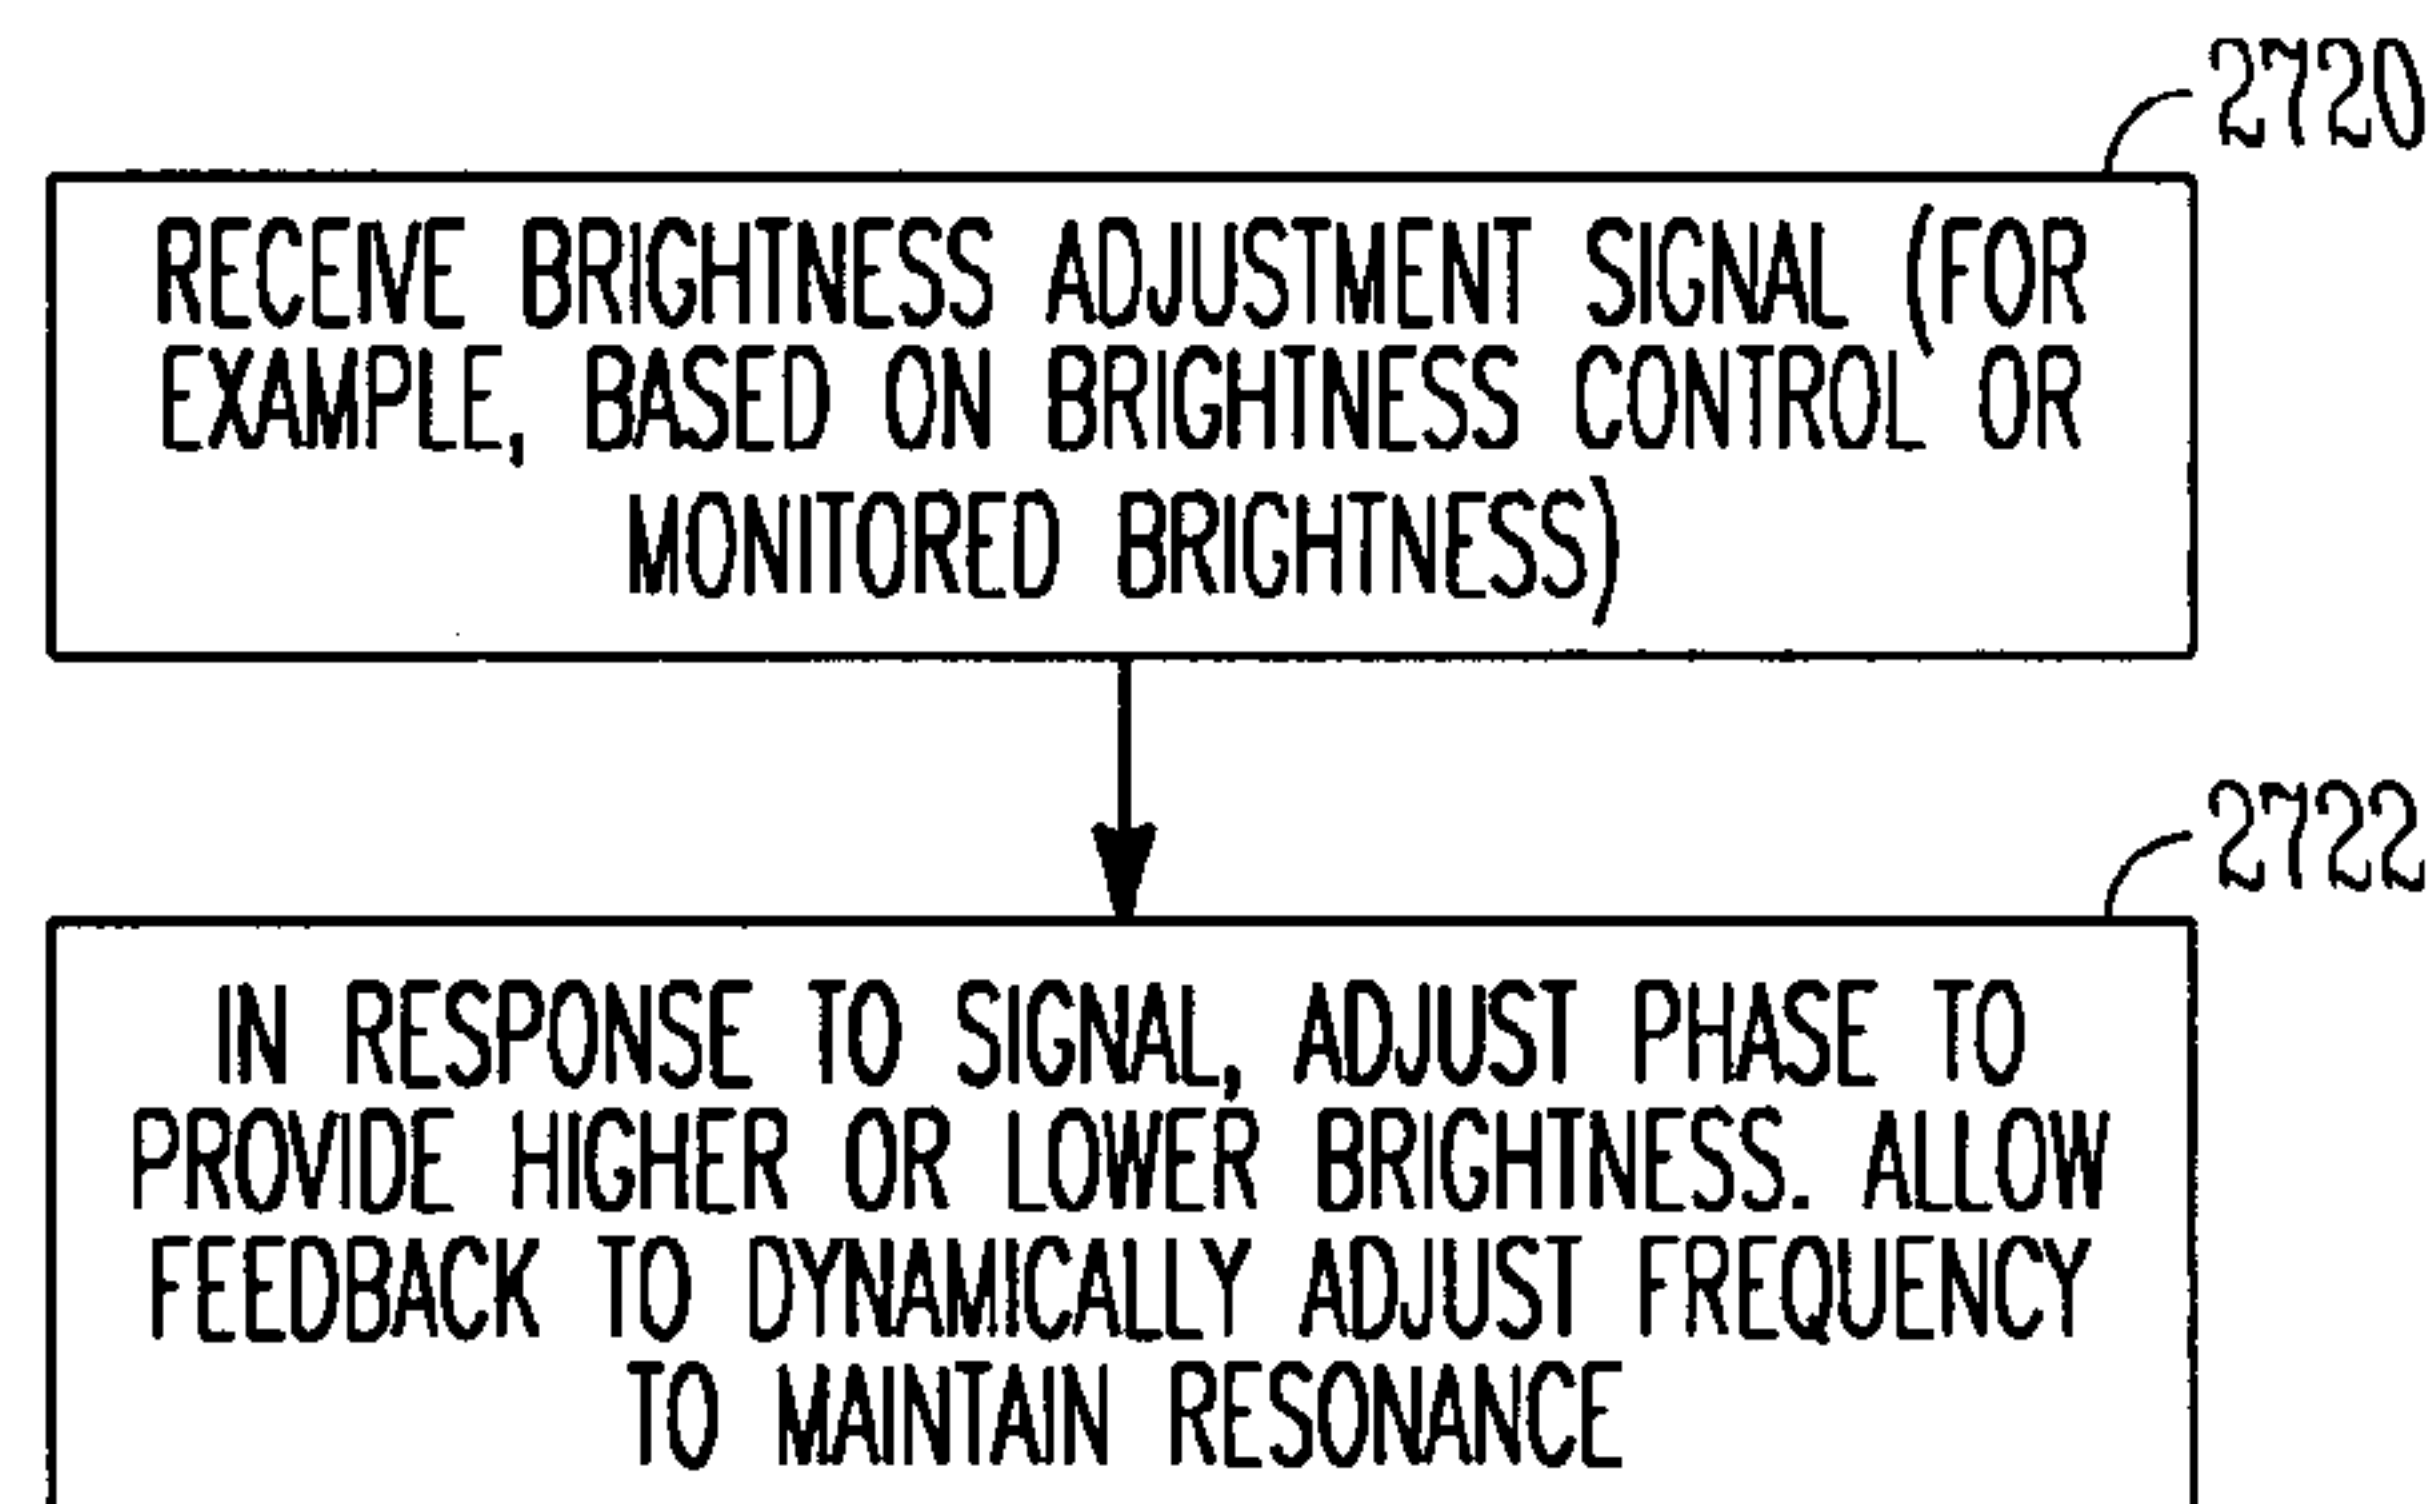 2720
RECEIVE BRIGHTNESS ADJUSTMENT SIGNAL (FOR
EXAMPLE, BASED ON BRIGHTNESS CONTROL OR
MONITORED BRIGHTNESS)
2722
IN RESPONSE TO SIGNAL, ADJUST PHASE TO
PROVIDE HIGHER OR LOWER BRIGHTNESS. ALLOW
FEEDBACK TO DYNAMICALLY ADJUST FREQUENCY
TO MAINTAIN RESONANCE